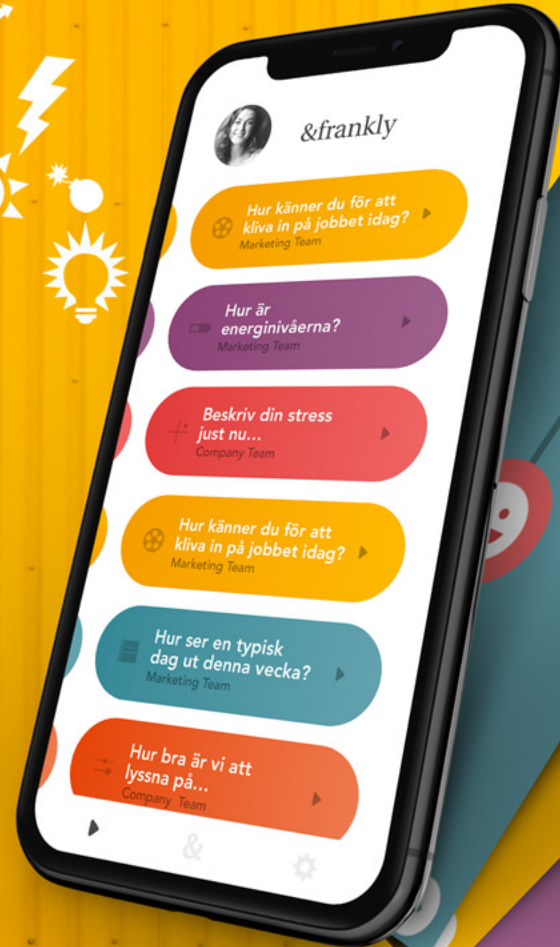 &frankly
Hur känner du för att
kliva in på jobbet idag?
Marketing Team
Hur är
energinivåerna?
Marketing Team
Beskriv din stress
just nu...
Company Team
Hur känner du för att
kliva in på jobbet idag?
Marketing Team
Hur ser en typisk
dag ut denna vecka?
Marketing Team
Hur bra är vi att
lyssna på...
Company Team
&